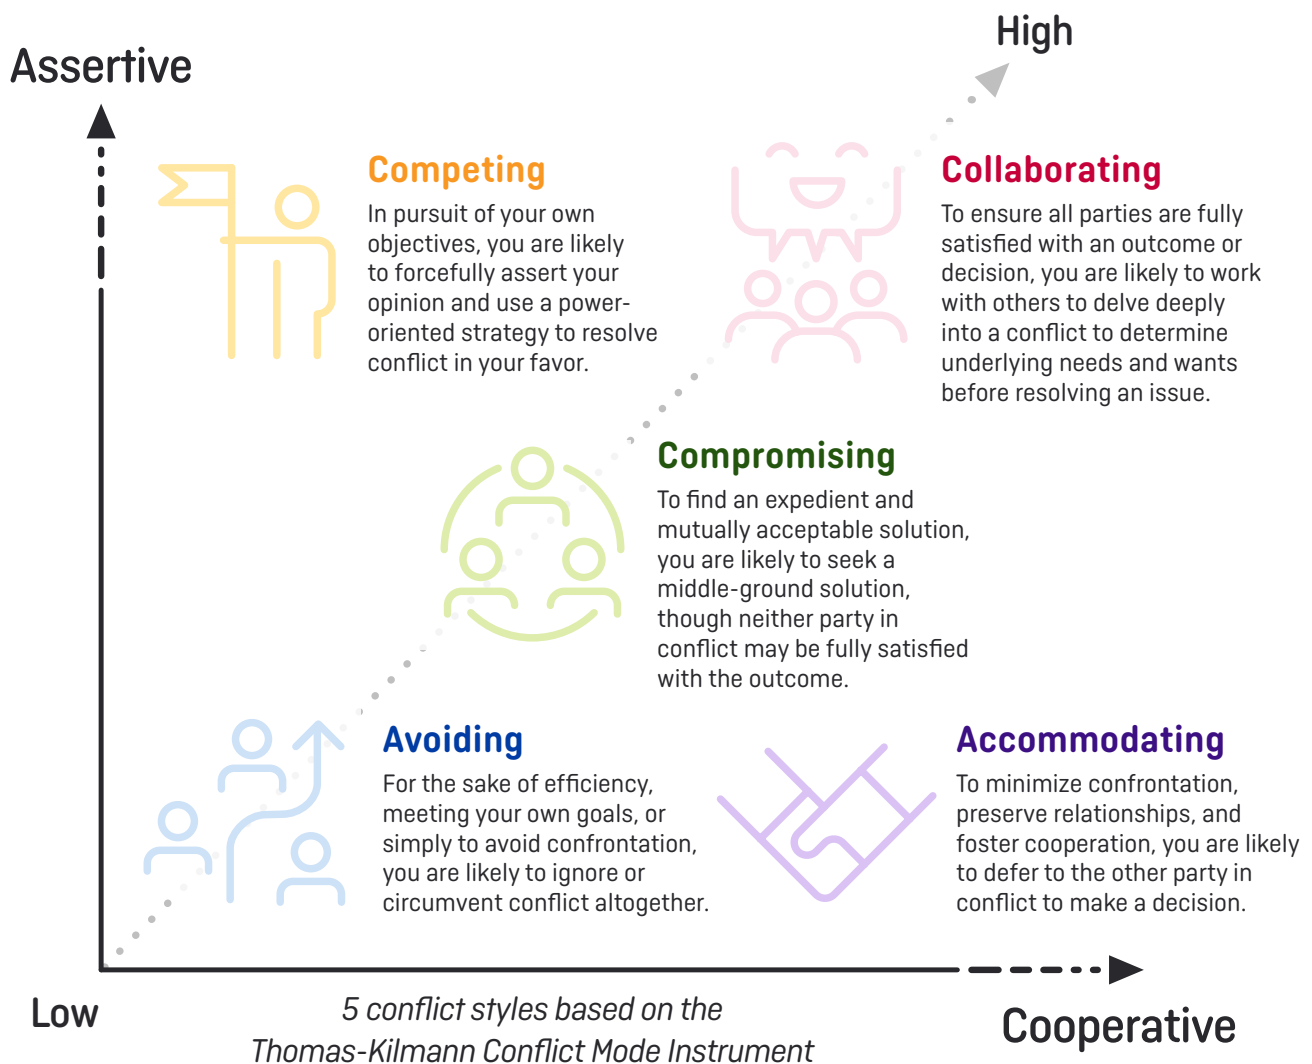 Assertive
High
Competing
In pursuit of your own
objectives, you are likely
to forcefully assert your
opinion and use a power-
oriented strategy to resolve
conflict in your favor.
Collaborating
To ensure all parties are fully
satisfied with an outcome or
decision, you are likely to work
with others to delve deeply
into a conflict to determine
underlying needs and wants
before resolving an issue.
Compromising
To find an expedient and
mutually acceptable solution,
you are likely to seek a
middle-ground solution,
though neither party in
conflict may be fully satisfied
with the outcome.
Avoiding
For the sake of efficiency,
meeting your own goals, or
simply to avoid confrontation,
you are likely to ignore or
circumvent conflict altogether.
Accommodating
To minimize confrontation,
preserve relationships, and
foster cooperation, you are likely
to defer to the other party in
conflict to make a decision.
Low
5 conflict styles based on the
Thomas-Kilmann Conflict Mode Instrument
Cooperative